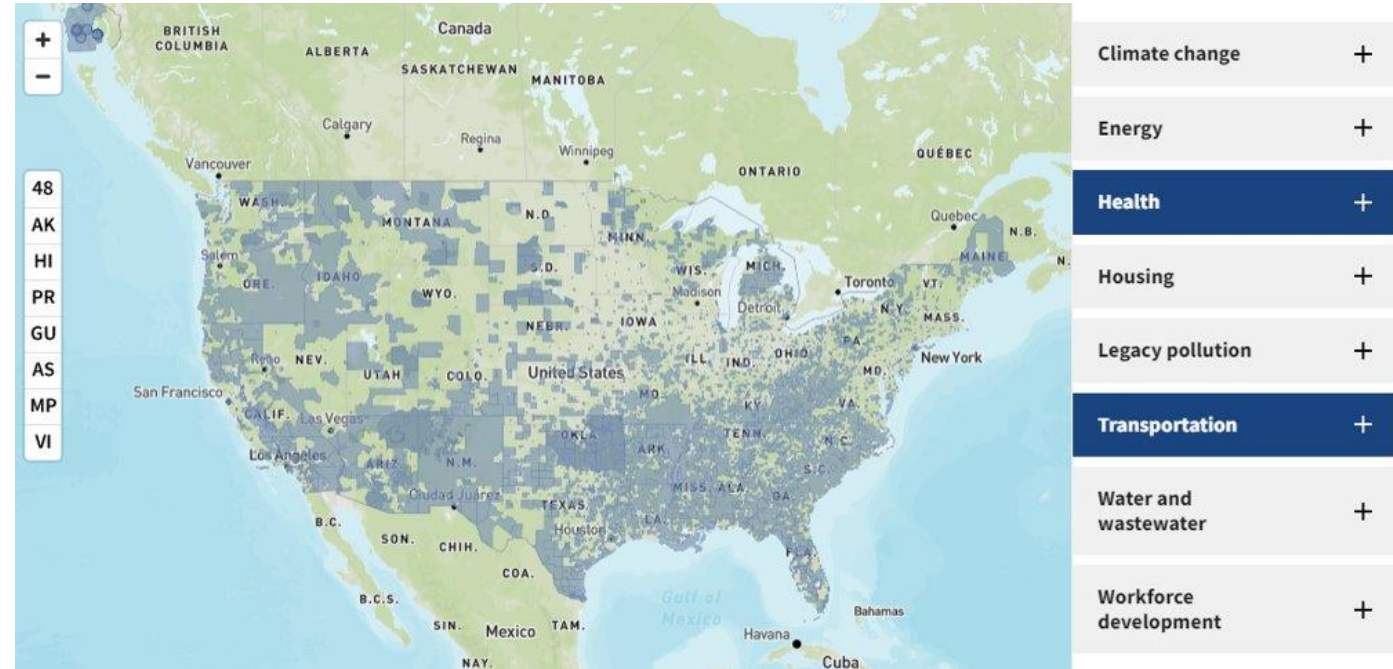 +
−
48
AK
HI
PR
GU
AS
MP
VI
BRITISH
COLUMBIA
ALBERTA
Canada
SASKATCHEWAN
MANITOBA
Calgary
Regina
Winnipeg
Vancouver
ONTARIO
QUÉBEC
Quebec
N.B.
N.
WASH.
MONTANA
N.D.
MINN.
MAINE
Salem
ORE.
IDAHO
WYO.
S.D.
WIS.
Madison
MICH.
Detroit
Toronto
VT.
N.Y.
MASS.
Reno
NEV.
UTAH
COLO.
NEBR.
IOWA
United States
ILL.
IND.
OHIO
PA.
MD.
New York
San Francisco
CALIF.
Las Vegas
Los Angeles
ARIZ.
N.M.
OKLA.
MO.
KY.
VA.
ARK.
TENN.
N.C.
S.C.
MISS.
ALA.
GA.
Ciudad Juárez
TEXAS
Houston
LA.
FLA.
B.C.
SON.
CHIH.
COA.
B.C.S.
SIN.
Mexico
TAM.
NAY.
Gulf of
Mexico
Bahamas
Havana
Cuba
Climate change +
Energy +
Health +
Housing +
Legacy pollution +
Transportation +
Water and
wastewater +
Workforce
development +